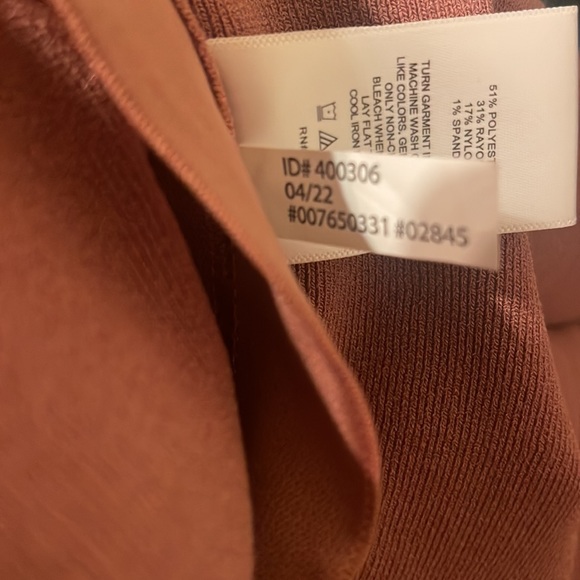 ID# 400306
04/22
#007650331 #02845
TURN GARMENT
MACHINE WASH
LIKE COLORS. GE
ONLY NON-C
BLEACH WHE
LAY FLAT
COOL IRON
RN#
51% POLYES
31% RAYO
17% NYLO
1% SPAND